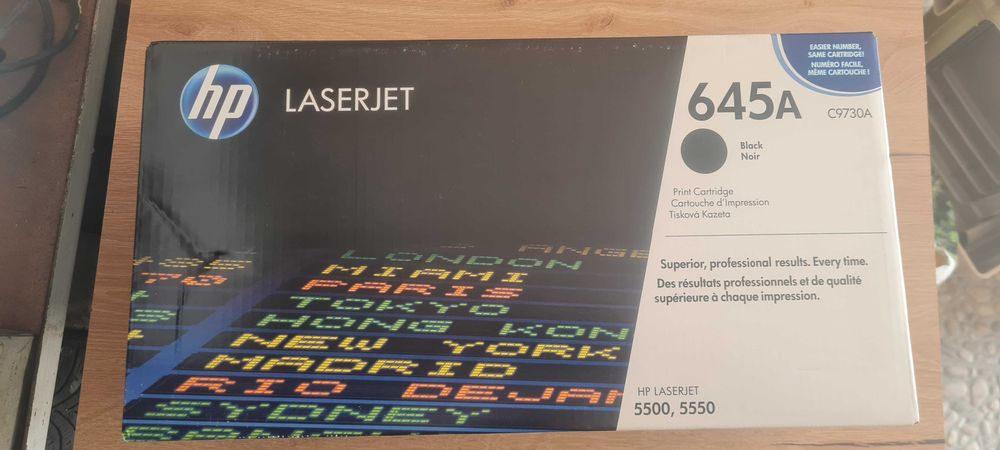 hp
LASERJET
645A
C9730A
EASIER NUMBER,
SAME CARTRIDGE!
NUMÉRO FACILE,
MÊME CARTOUCHE !
Black
Noir
Print Cartridge
Cartouche d'Impression
Tisková Kazeta
Superior, professional results. Every time.
Des résultats professionnels et de qualité
supérieure à chaque impression.
HP LASERJET
5500, 5550
LONDON
MIAMI
PARIS
TOKYO
HONG KON
NEW YORK
MADRID
RIO DEJAN
SYDNEY